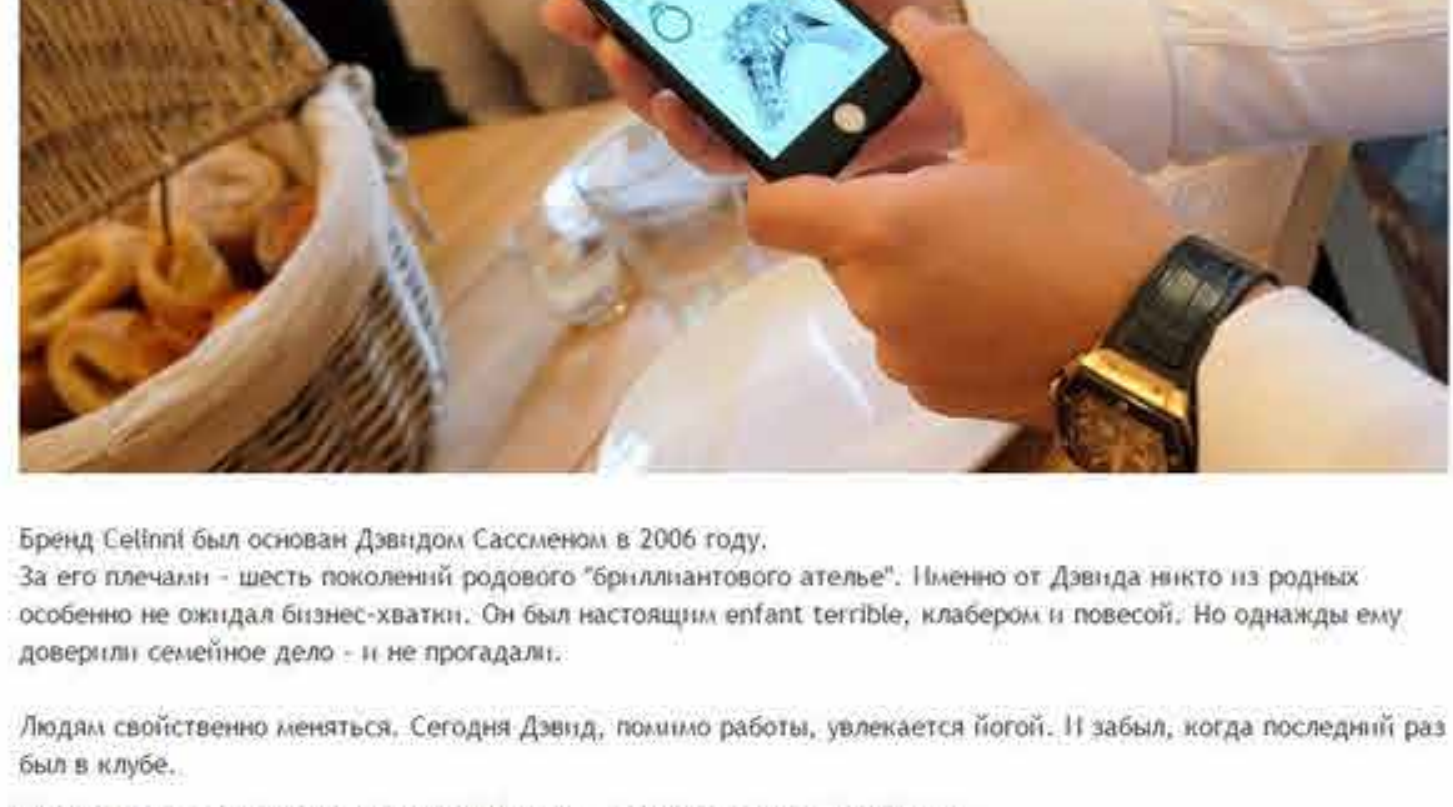 Бренд Celinni был основан Дэвидом Сассменом в 2006 году.
За его плечами - шесть поколений родового "бриллиантового ателье". Именно от Дэвида никто из родных
особенно не ожидал бизнес-хватки. Он был настоящим enfant terrible, клабером и повесой. Но однажды ему
доверили семейное дело - и не прогадали.
Людям свойственно меняться. Сегодня Дэвид, помимо работы, увлекается йогой. И забыл, когда последний раз
был в клубе.